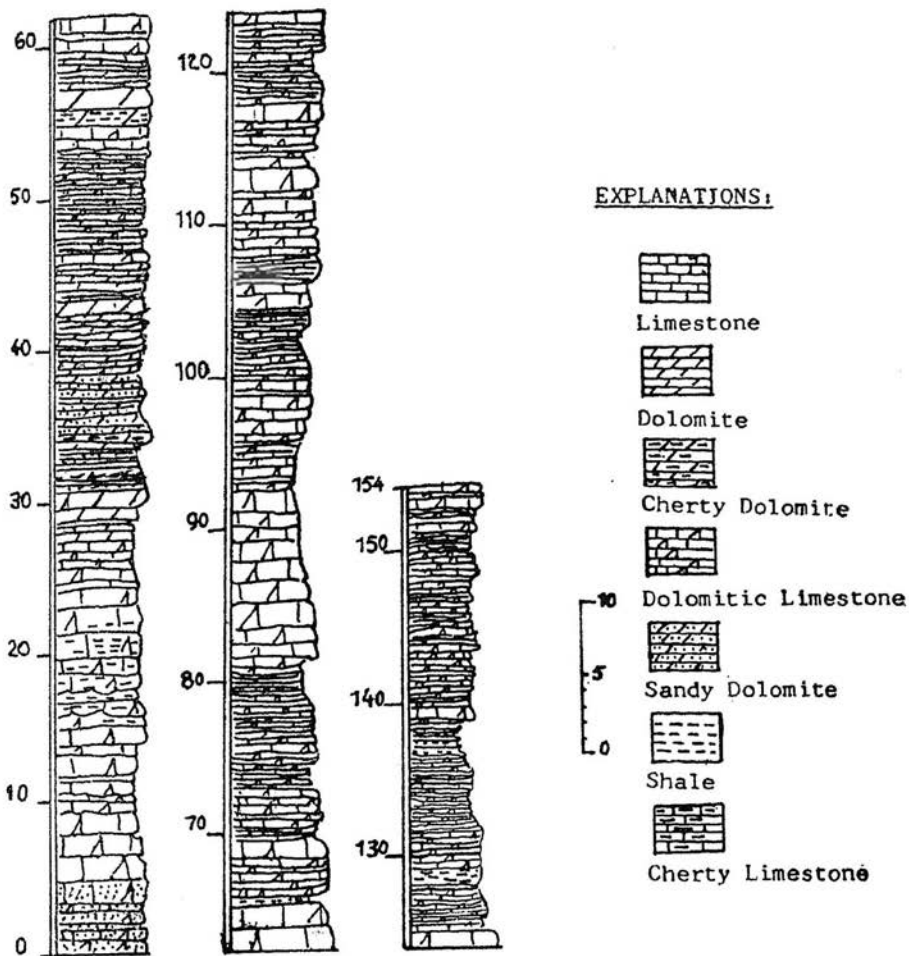 60
50
40
30
20
10
0
120
110
100
90
80
70
154
150
140
130
EXPLANATIONS:
Limestone
Dolomite
Cherty Dolomite
Dolomitic Limestone
10
5
0
Sandy Dolomite
Shale
Cherty Limestone